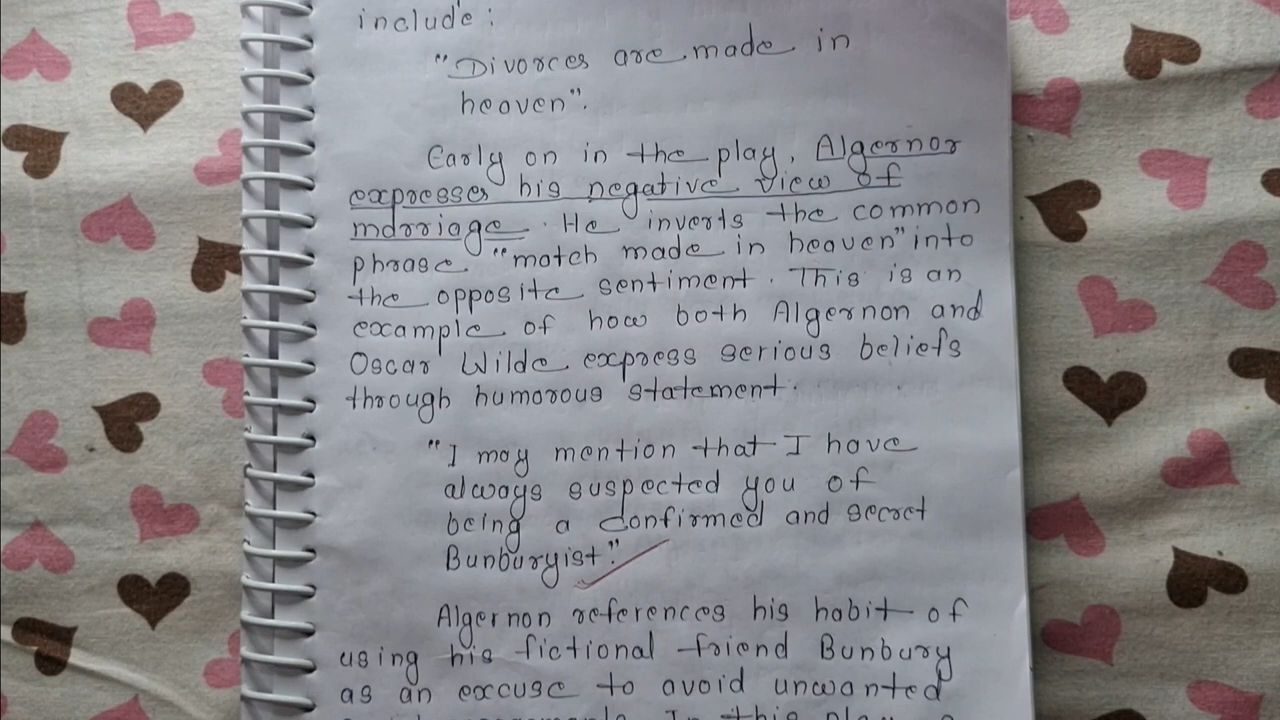 include:
"Divorces are made in
heaven".
Early on in the play, Algernor
expresses his negative view of
mdrriage. He inverts the common
phrase "match made in heaven" into
the opposite sentiment. This is an
example of how both Algernon and
Oscar Wilde express serious beliefs
through humorous statement.
"I may mention that I have
always suspected you of
being a confirmed and secret
Bunburyist."
Algernon references his habit of
using his fictional friend Bunbury
as an excuse to avoid unwanted
In this play